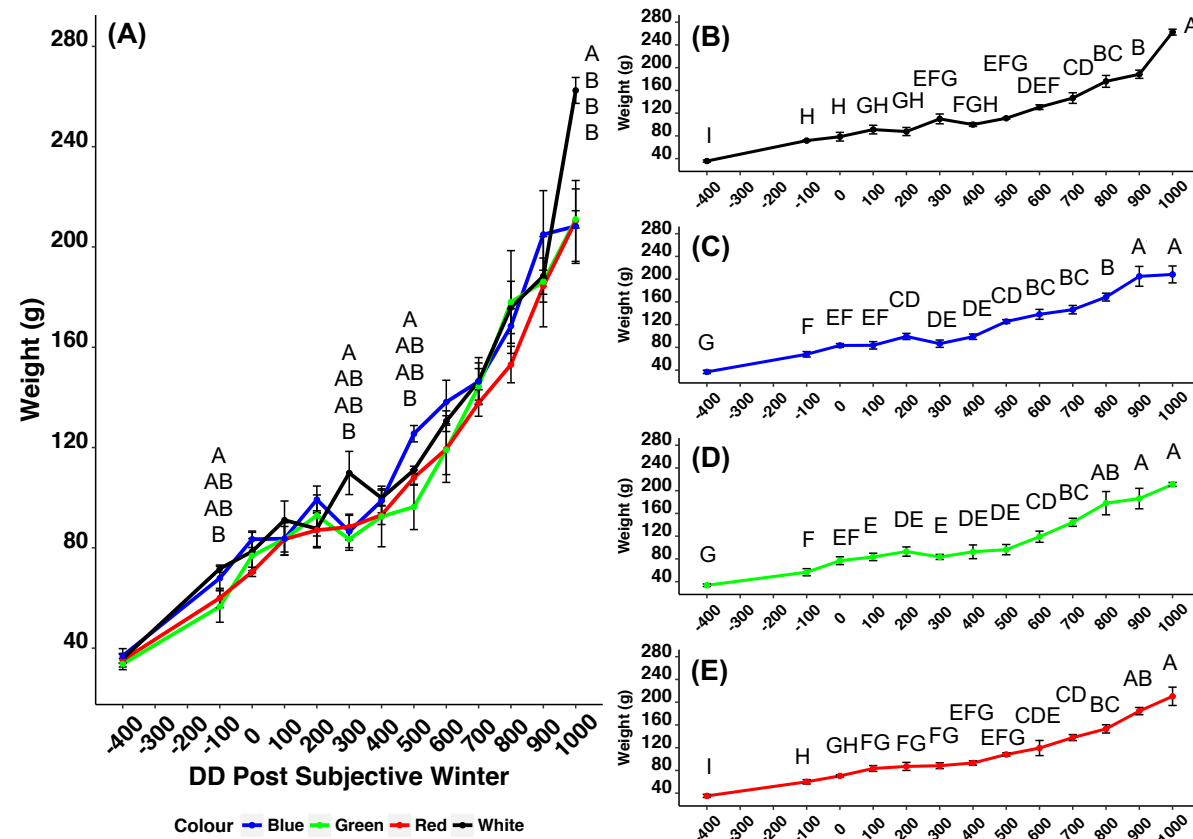 (A)
Weight (g)
280
240
200
160
120
80
40
A
AB
AB
B
A
AB
AB
B
A
AB
AB
B
A
B
B
B
-400 -300 -200 -100 0 100 200 300 400 500 600 700 800 900 1000
DD Post Subjective Winter
Colour Blue Green Red White
(B)
Weight (g)
280
240
200
160
120
80
40
I H H GH GH EFG FGH EFG DEF CD BC B A
-400 -300 -200 -100 0 100 200 300 400 500 600 700 800 900 1000
(C)
Weight (g)
280
240
200
160
120
80
40
G F EF EF CD DE DE CD BC BC B A A
-400 -300 -200 -100 0 100 200 300 400 500 600 700 800 900 1000
(D)
Weight (g)
280
240
200
160
120
80
40
G F EF E DE E DE DE CD BC AB A A
-400 -300 -200 -100 0 100 200 300 400 500 600 700 800 900 1000
(E)
Weight (g)
280
240
200
160
120
80
40
I H GH FG FG FG EFG EFG CDE CD BC AB A
-400 -300 -200 -100 0 100 200 300 400 500 600 700 800 900 1000